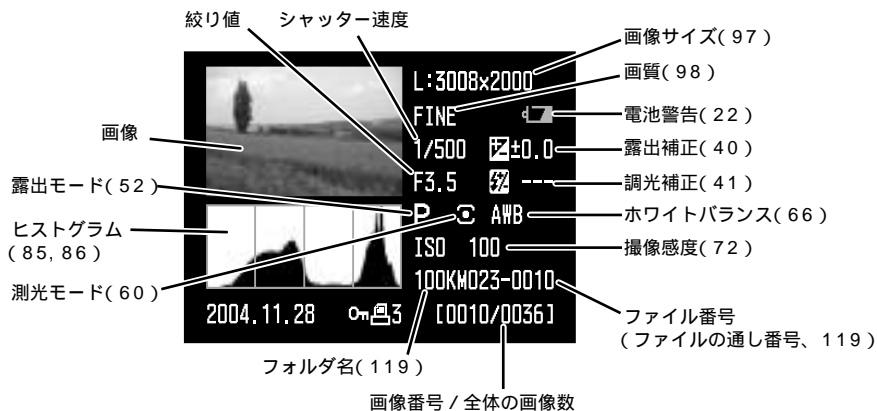 絞り値
シャッター速度
画像サイズ(97)
画質(98)
電池警告(22)
露出補正(40)
調光補正(41)
ホワイトバランス(66)
撮像感度(72)
ファイル番号
(ファイルの通し番号、119)
画像
露出モード(52)
ヒストグラム
(85,86)
測光モード(60)
フォルダ名(119)
画像番号/全体の画像数
L:3008x2000
FINE
1/500 ±0.0
F3.5 ---
P AWB
ISO 100
100KM023-0010
2004.11.28 3 [0010/0036]